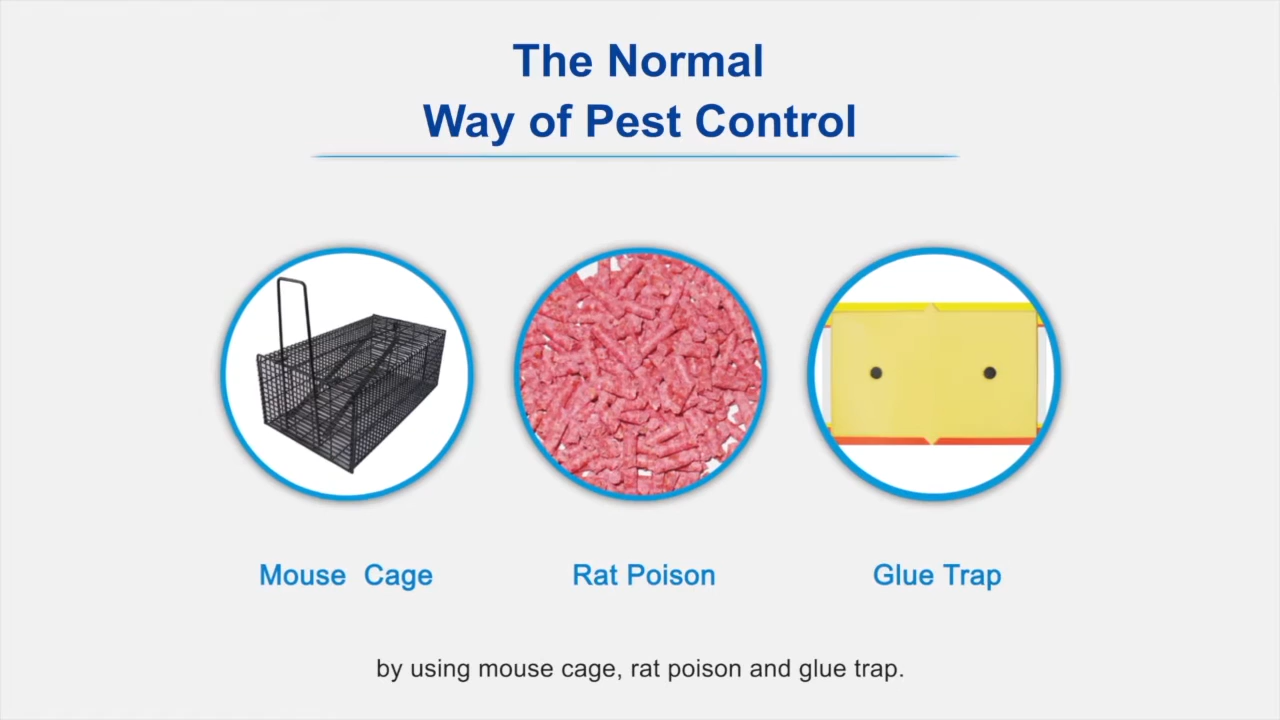 The Normal
Way of Pest Control
Mouse Cage
Rat Poison
Glue Trap
by using mouse cage, rat poison and glue trap.